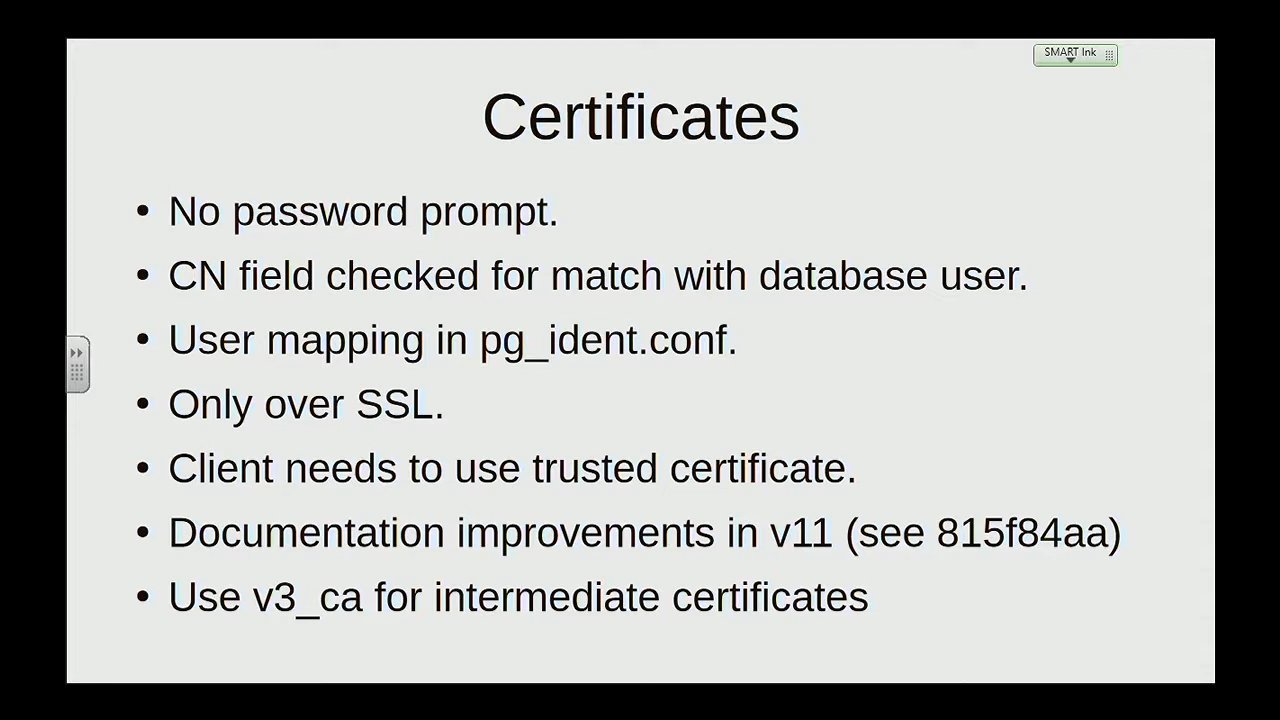 SMART Ink
Certificates
• No password prompt.
• CN field checked for match with database user.
• User mapping in pg_ident.conf.
• Only over SSL.
• Client needs to use trusted certificate.
• Documentation improvements in v11 (see 815f84aa)
• Use v3_ca for intermediate certificates